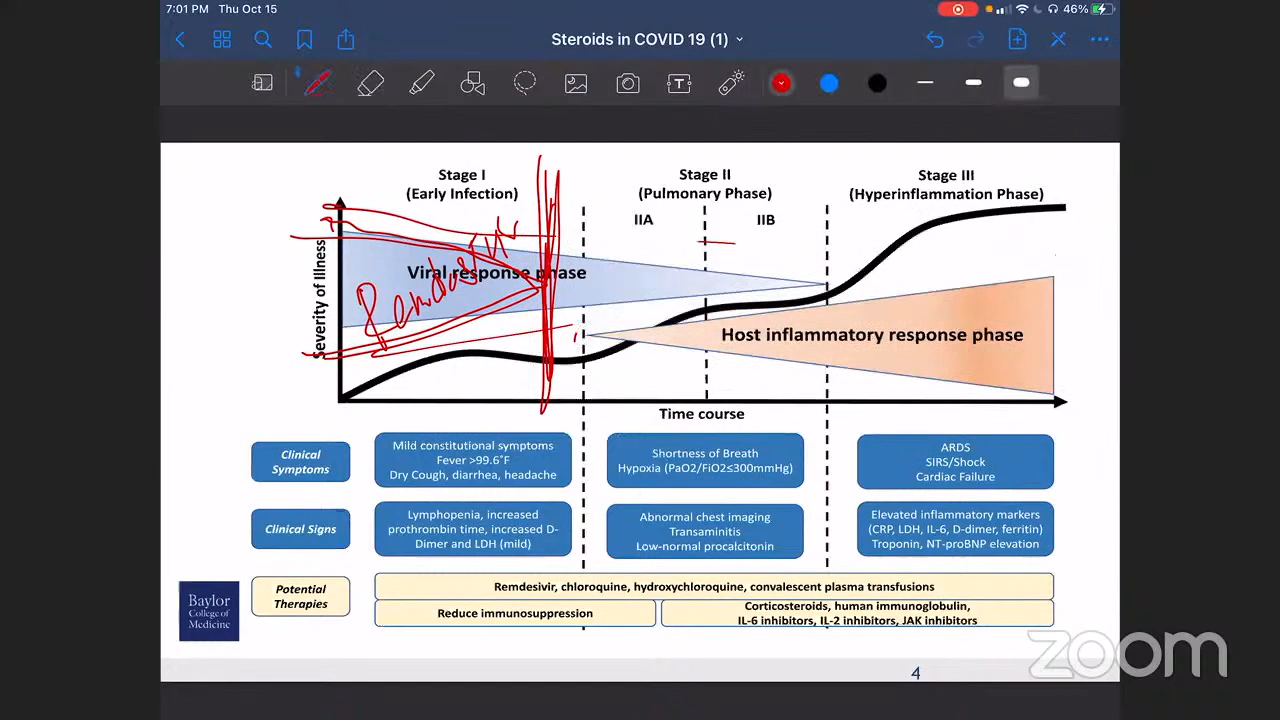 7:01 PM Thu Oct 15
46%
Steroids in COVID 19 (1)
T
Stage I
(Early Infection)
Stage II
(Pulmonary Phase)
Stage III
(Hyperinflammation Phase)
IIA
IIB
Severity of Illness
Viral response phase
Host inflammatory response phase
Time course
Clinical
Symptoms
Mild constitutional symptoms
Fever >99.6°F
Dry Cough, diarrhea, headache
Shortness of Breath
Hypoxia (PaO2/FiO2≤300mmHg)
ARDS
SIRS/Shock
Cardiac Failure
Clinical Signs
Lymphopenia, increased
prothrombin time, increased D-
Dimer and LDH (mild)
Abnormal chest imaging
Transaminitis
Low-normal procalcitonin
Elevated inflammatory markers
(CRP, LDH, IL-6, D-dimer, ferritin)
Troponin, NT-proBNP elevation
Potential
Therapies
Remdesivir, chloroquine, hydroxychloroquine, convalescent plasma transfusions
Reduce immunosuppression
Corticosteroids, human immunoglobulin,
IL-6 inhibitors, IL-2 inhibitors, JAK inhibitors
Baylor
College of
Medicine
4
zoom